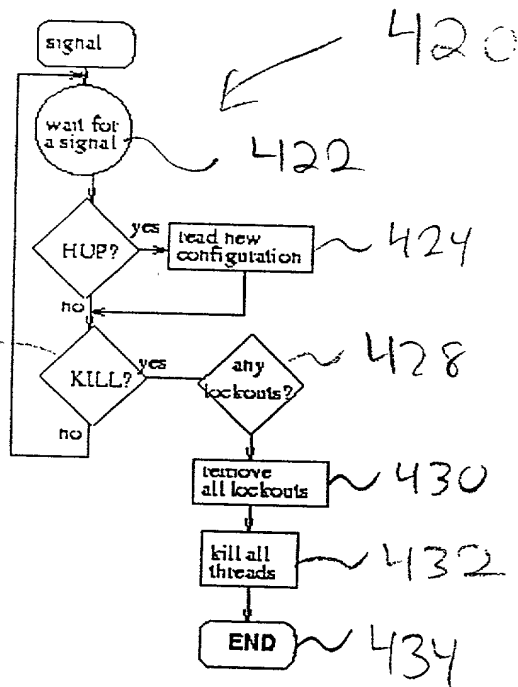 signal
420
wait for
a signal
422
HUP?
yes
read new
configuration
424
no
KILL?
yes
any
lockouts?
428
no
remove
all lockouts
430
kill all
threads
432
END
434